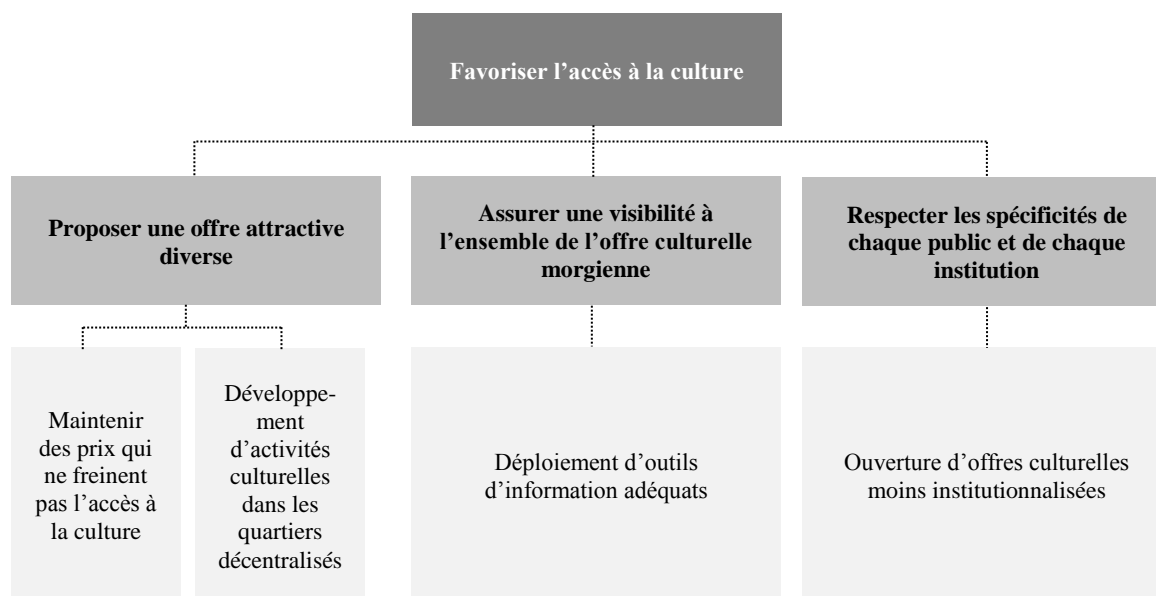 Favoriser l’accès à la culture
Proposer une offre attractive
diverse
Assurer une visibilité à
l’ensemble de l’offre culturelle
morgienne
Respecter les spécificités de
chaque public et de chaque
institution
Maintenir
des prix qui
ne freinent
pas l’accès à
la culture
Développe-
ment
d’activités
culturelles
dans les
quartiers
décentralisés
Déploiement d’outils
d’information adéquats
Ouverture d’offres culturelles
moins institutionnalisées